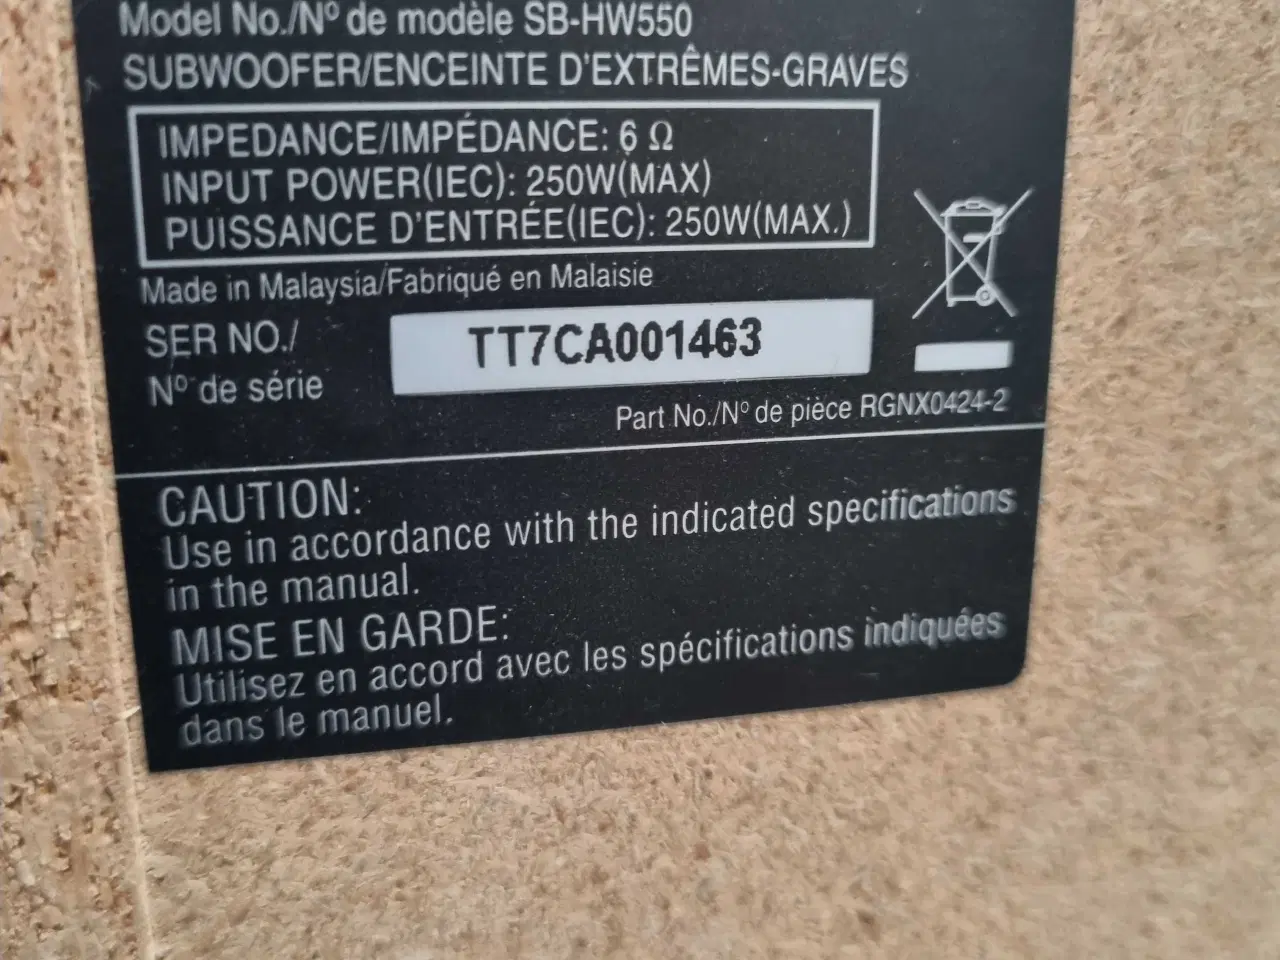 Model No./Nº de modèle SB-HW550
SUBWOOFER/ENCEINTE D'EXTRÊMES-GRAVES
IMPEDANCE/IMPÉDANCE: 6 Ω
INPUT POWER(IEC): 250W(MAX)
PUISSANCE D'ENTRÉE(IEC): 250W(MAX.)
Made in Malaysia/Fabriqué en Malaisie
SER NO./
Nº de série
TT7CA001463
Part No./Nº de pièce RGNX0424-2
CAUTION:
Use in accordance with the indicated specifications
in the manual.
MISE EN GARDE:
Utilisez en accord avec les spécifications indiquées
dans le manuel.